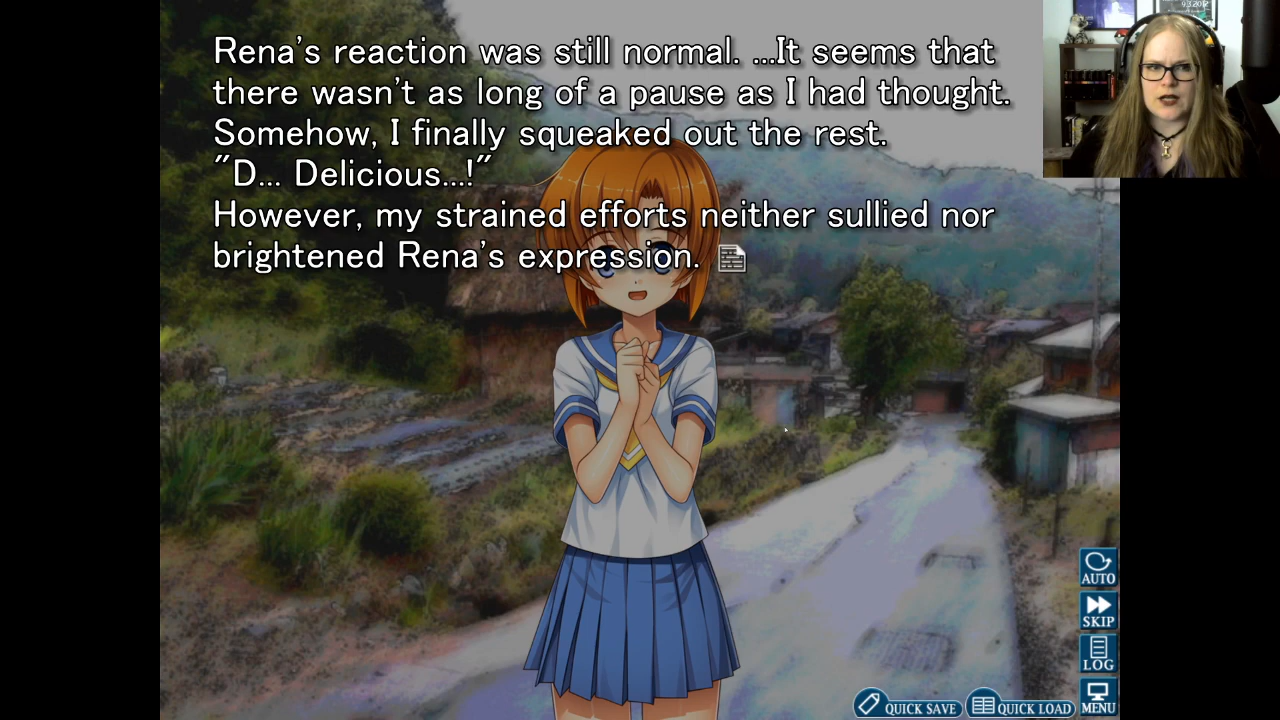 Rena's reaction was still normal. ...It seems that
there wasn't as long of a pause as I had thought.
Somehow, I finally squeaked out the rest.
"D... Delicious...!"
However, my strained efforts neither sullied nor
brightened Rena's expression.
AUTO
SKIP
LOG
MENU
QUICK SAVE
QUICK LOAD